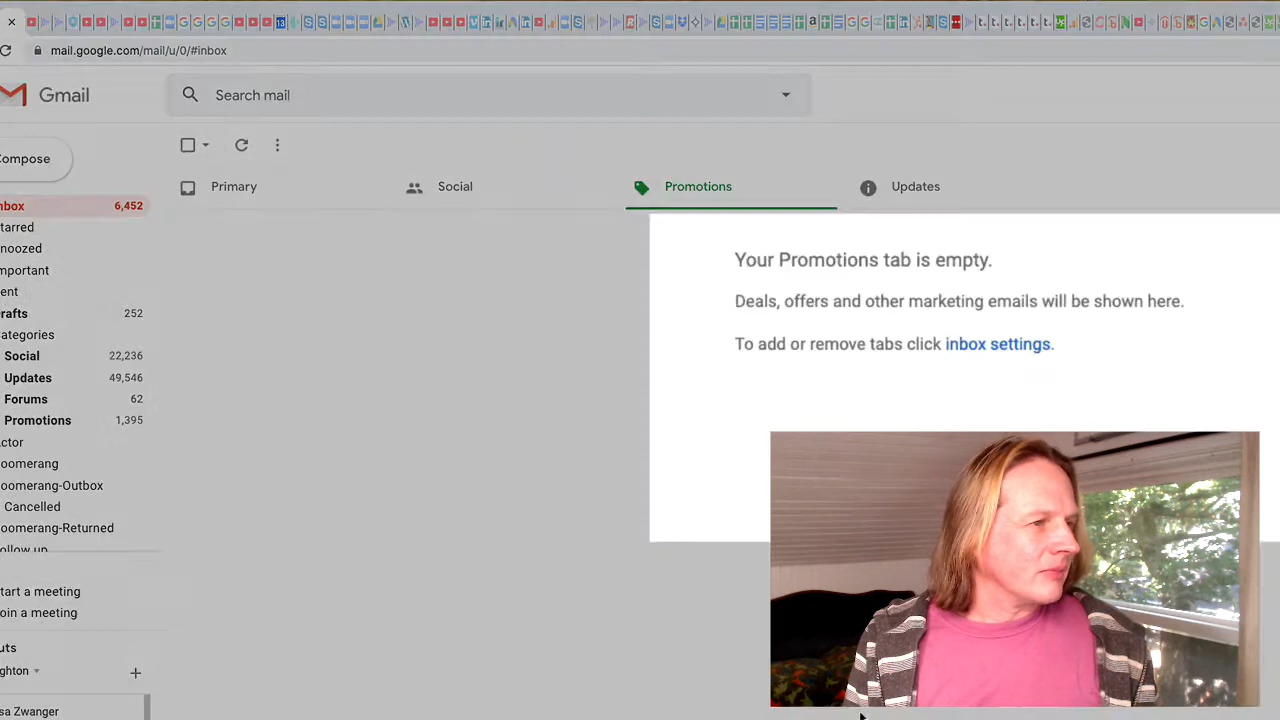 mail.google.com/mail/u/0/#inbox
Gmail
Search mail
Compose
Primary
Social
Promotions
Updates
nbox 6,452
tarred
noozed
mportant
ent
rafts 252
ategories
Social 22,236
Updates 49,546
Forums 62
Promotions 1,395
ctor
oomerang
oomerang-Outbox
Cancelled
oomerang-Returned
ollow up
tart a meeting
oin a meeting
uts
ghton
sa Zwanger
Your Promotions tab is empty.
Deals, offers and other marketing emails will be shown here.
To add or remove tabs click inbox settings.